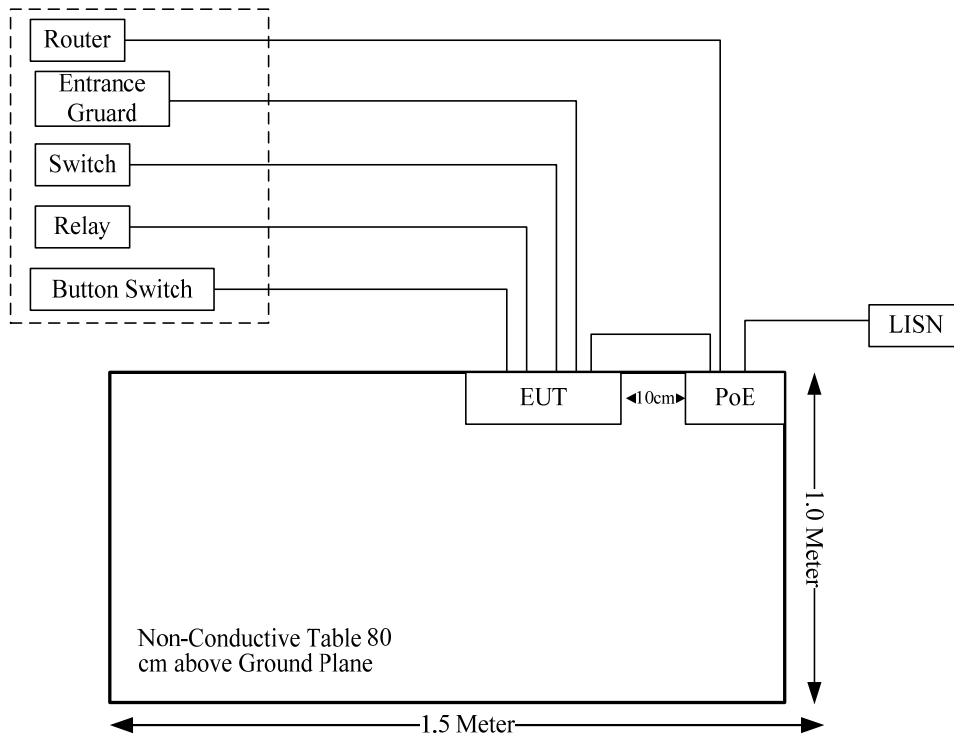 Router
Entrance
Gruard
Switch
Relay
Button Switch
LISN
EUT
10cm
PoE
1.0 Meter
Non-Conductive Table 80
cm above Ground Plane
1.5 Meter